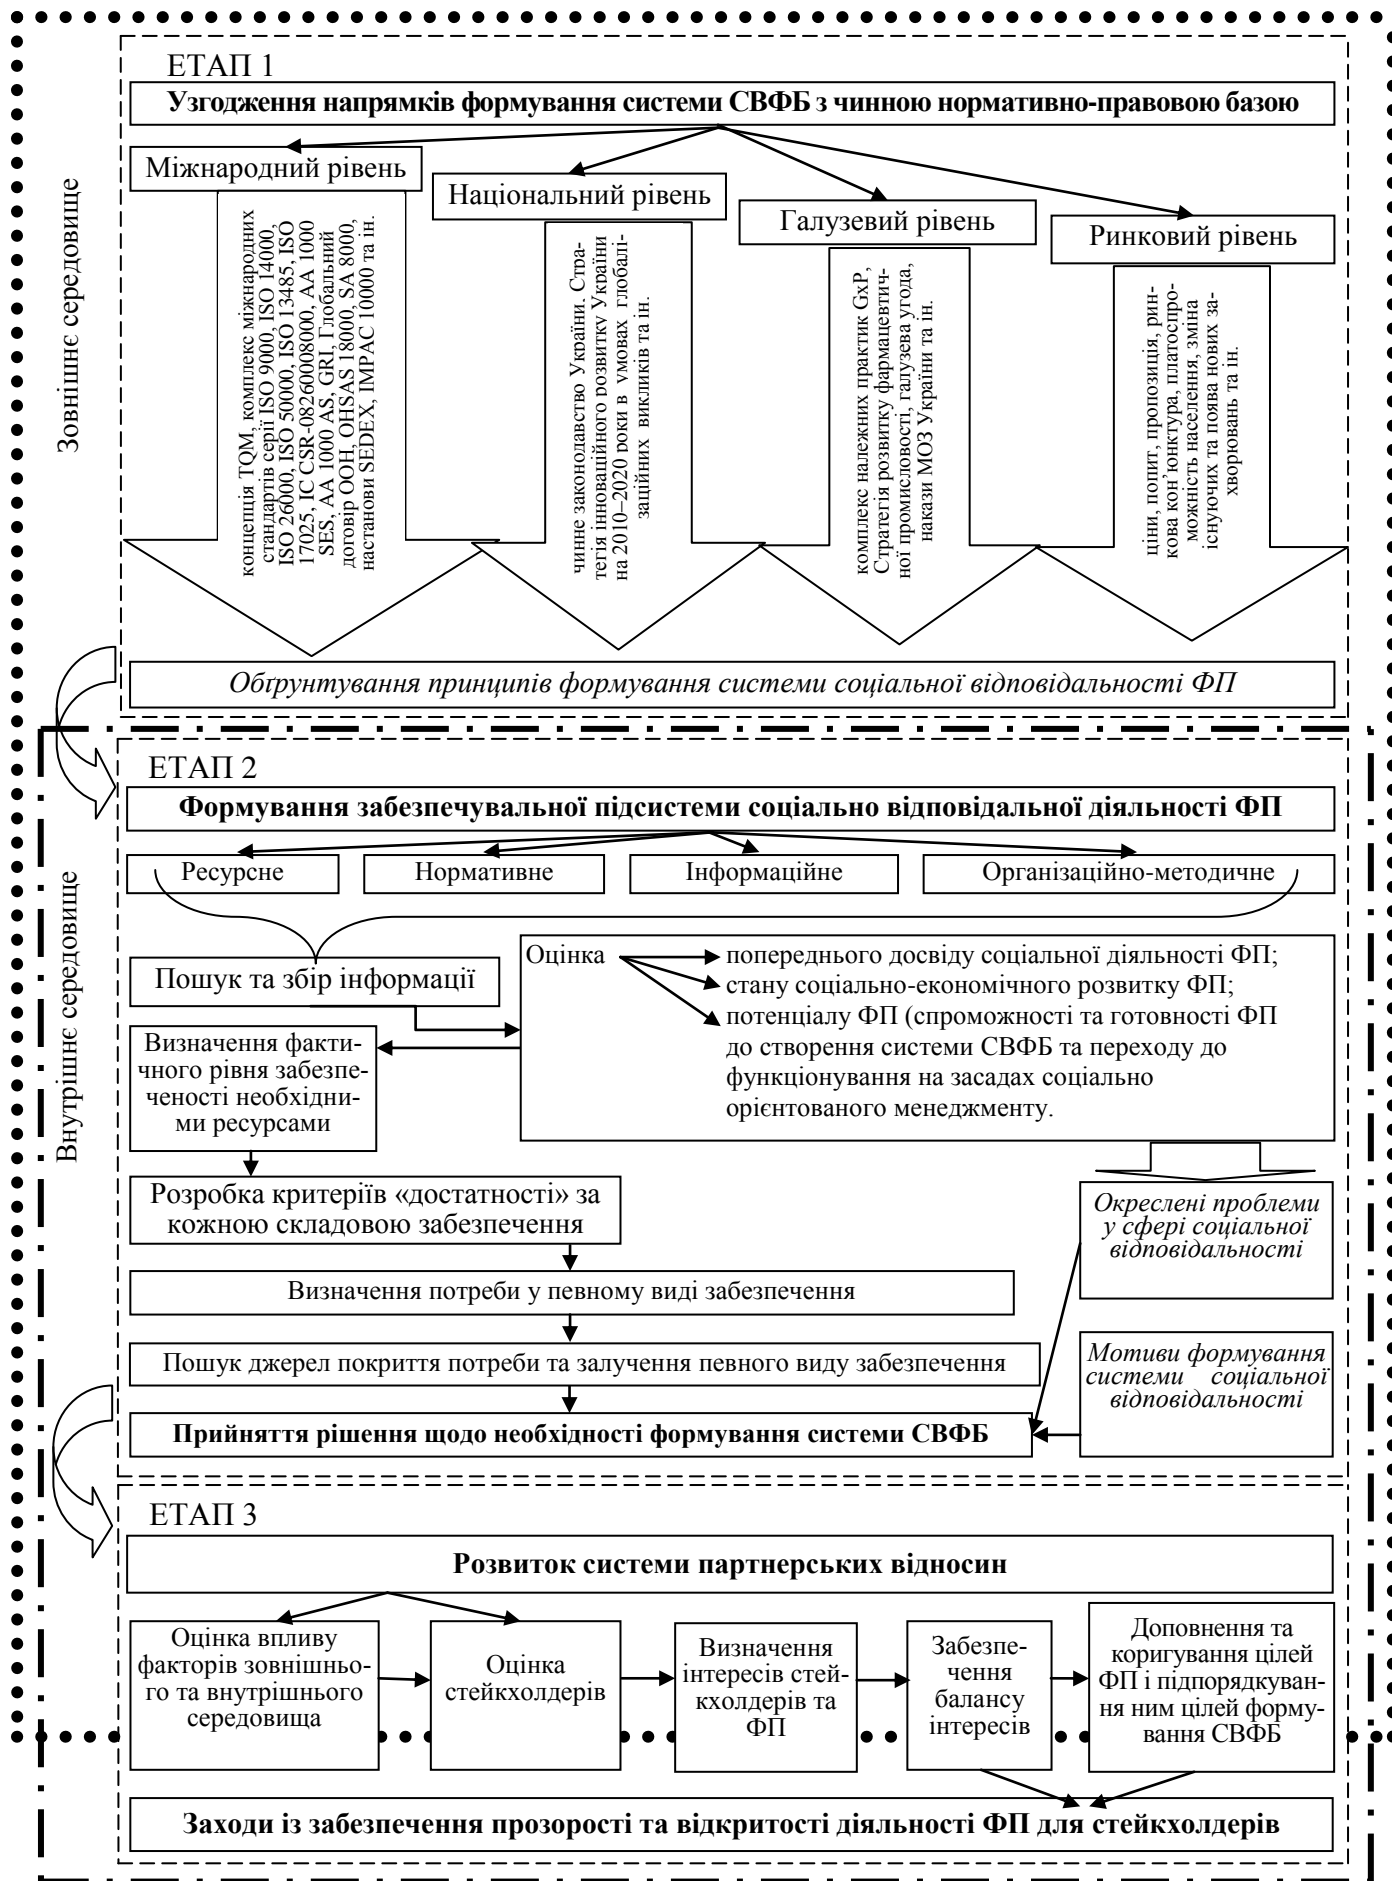 ЕТАП 1
Узгодження напрямків формування системи СВФБ з чинною нормативно-правовою базою
Міжнародний рівень
Національний рівень
Галузевий рівень
Ринковий рівень
концепція TQM, комплекс міжнародних
стандартів серії ISO 9000, ISO 14000,
ISO 26000, ISO 50000, ISO 13485, ISO
17025, IC CSR-08260008000, AA 1000
SES, AA 1000 AS, GRI, Глобальний
договір ООН, OHSAS 18000, SA 8000,
настанови SEDEX, IMPAC 10000 та ін.
чинне законодавство України. Стра-
тегія інноваційного розвитку України
на 2010–2020 роки в умовах глобалі-
заційних викликів та ін.
комплекс належних практик GxP,
Стратегія розвитку фармацевтич-
ної промисловості, галузева угода,
накази МОЗ України та ін.
ціни, попит, пропозиція, рин-
кова кон᾽юнктура, платоспро-
можність населення, зміна
існуючих та поява нових за-
хворювань та ін.
Обґрунтування принципів формування системи соціальної відповідальності ФП
Зовнішнє середовище
ЕТАП 2
Формування забезпечувальної підсистеми соціально відповідальної діяльності ФП
Ресурсне
Нормативне
Інформаційне
Організаційно-методичне
Пошук та збір інформації
Оцінка
попереднього досвіду соціальної діяльності ФП;
стану соціально-економічного розвитку ФП;
потенціалу ФП (спроможності та готовності ФП
до створення системи СВФБ та переходу до
функціонування на засадах соціально
орієнтованого менеджменту.
Визначення факти-
чного рівня забезпе-
ченості необхідни-
ми ресурсами
Розробка критеріїв «достатності» за
кожною складовою забезпечення
Окреслені проблеми
у сфері соціальної
відповідальності
Визначення потреби у певному виді забезпечення
Пошук джерел покриття потреби та залучення певного виду забезпечення
Мотиви формування
системи соціальної
відповідальності
Прийняття рішення щодо необхідності формування системи СВФБ
Внутрішнє середовище
ЕТАП 3
Розвиток системи партнерських відносин
Оцінка впливу
факторів зовнішньо-
го та внутрішнього
середовища
Оцінка
стейкхолдерів
Визначення
інтересів стей-
кхолдерів та
ФП
Забезпе-
чення
балансу
інтересів
Доповнення та
коригування цілей
ФП і підпорядкуван-
ня ним цілей форму-
вання СВФБ
Заходи із забезпечення прозорості та відкритості діяльності ФП для стейкхолдерів